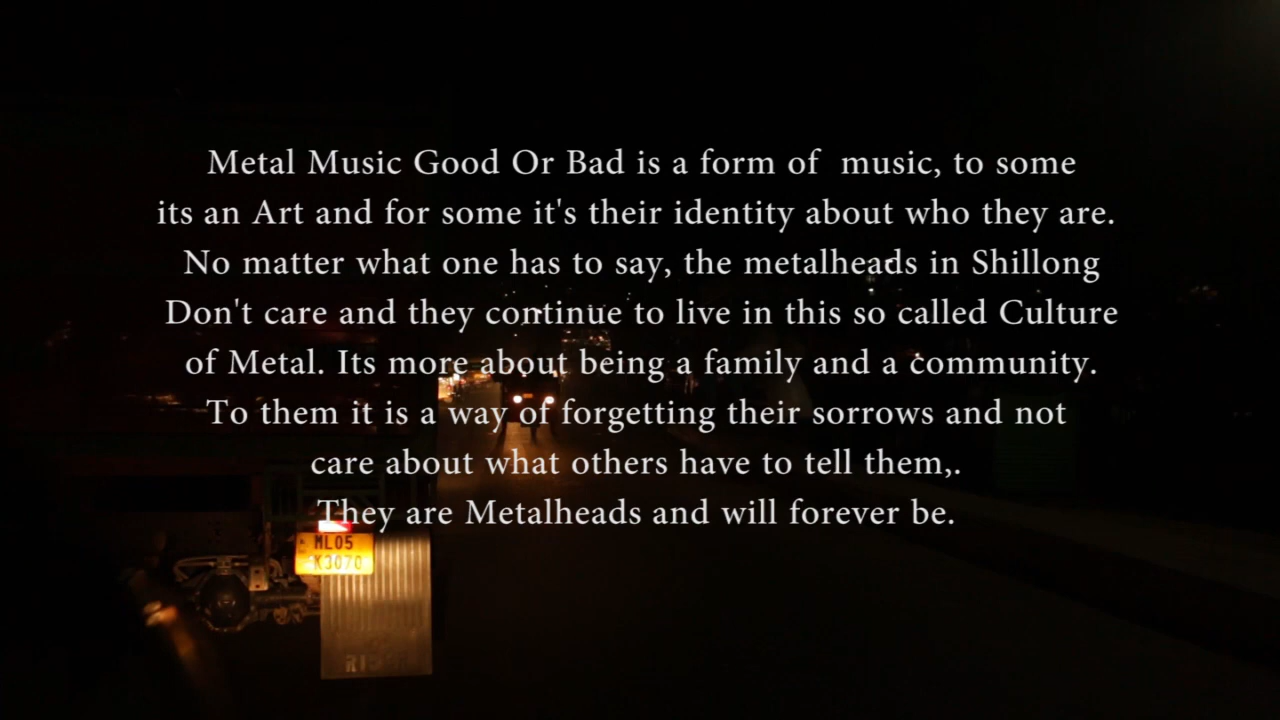 Metal Music Good Or Bad is a form of  music, to some
its an Art and for some it's their identity about who they are.
No matter what one has to say, the metalheads in Shillong
Don't care and they continue to live in this so called Culture
of Metal. Its more about being a family and a community.
To them it is a way of forgetting their sorrows and not
care about what others have to tell them,.
They are Metalheads and will forever be.
ML05
K3070